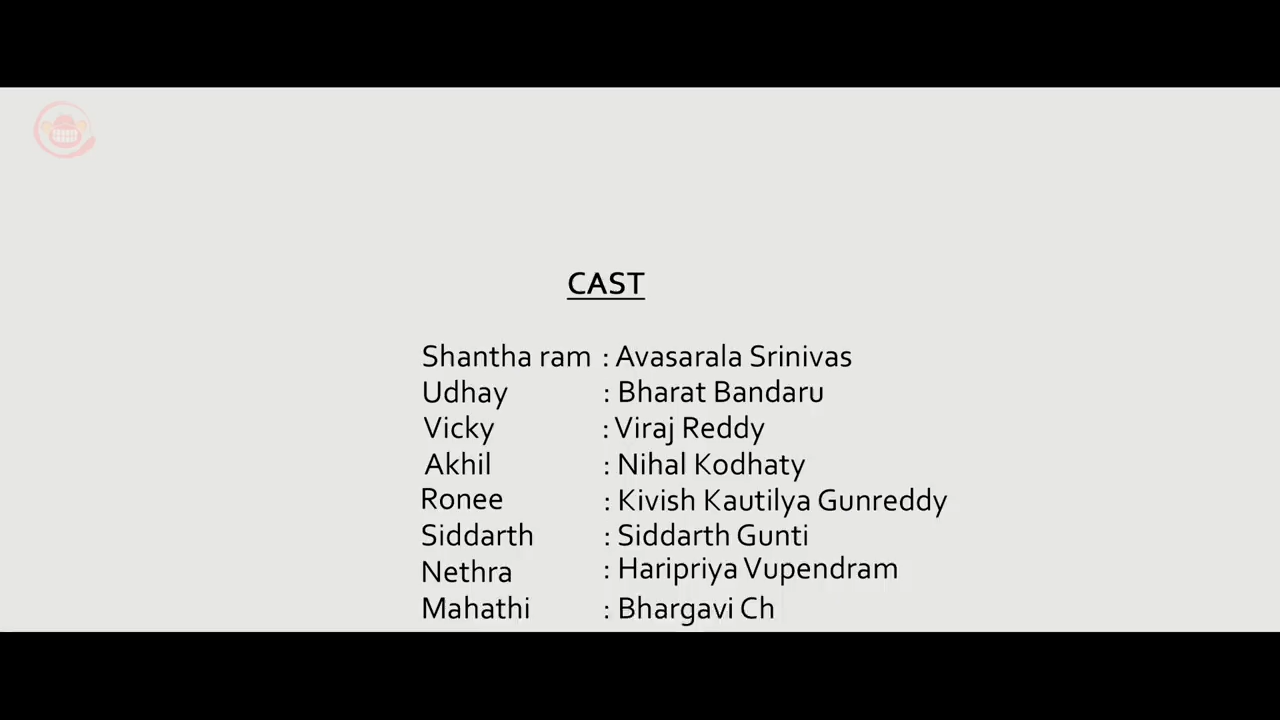 CAST
Shantha ram : Avasarala Srinivas
Udhay : Bharat Bandaru
Vicky : Viraj Reddy
Akhil : Nihal Kodhaty
Ronee : Kivish Kautilya Gunreddy
Siddarth : Siddarth Gunti
Nethra : Haripriya Vupendram
Mahathi : Bhargavi Ch